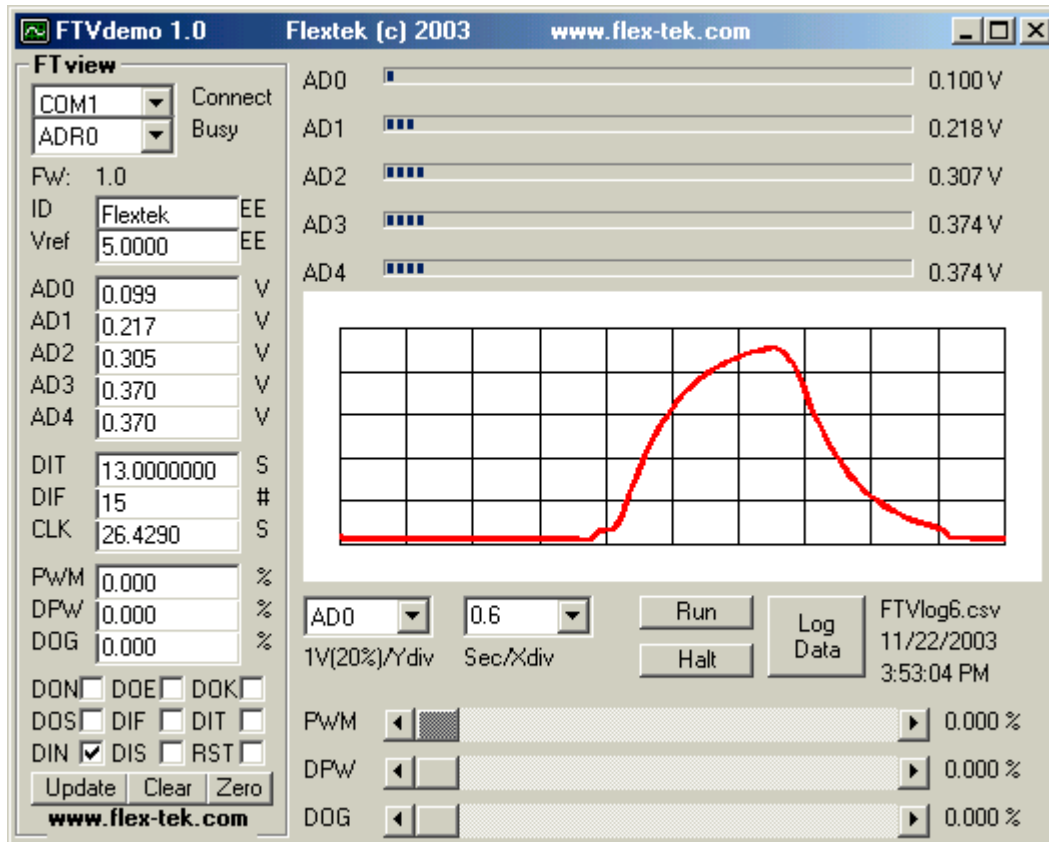 FTVdemo 1.0 Flextek (c) 2003 www.flex-tek.com
FTview
COM1 Connect
ADR0 Busy
FW: 1.0
ID Flextek EE
Vref 5.0000 EE
AD0 0.099 V
AD1 0.217 V
AD2 0.305 V
AD3 0.370 V
AD4 0.370 V
DIT 13.0000000 S
DIF 15 #
CLK 26.4290 S
PWM 0.000 %
DPW 0.000 %
DOG 0.000 %
DON DOE DOK
DOS DIF DIT
DIN DIS RST
Update Clear Zero
www.flex-tek.com
AD0 0.100 V
AD1 0.218 V
AD2 0.307 V
AD3 0.374 V
AD4 0.374 V
AD0 0.6 Run Log Data FTVlog6.csv
1V(20%)/Ydiv Sec/Xdiv Halt 11/22/2003
3:53:04 PM
PWM 0.000 %
DPW 0.000 %
DOG 0.000 %